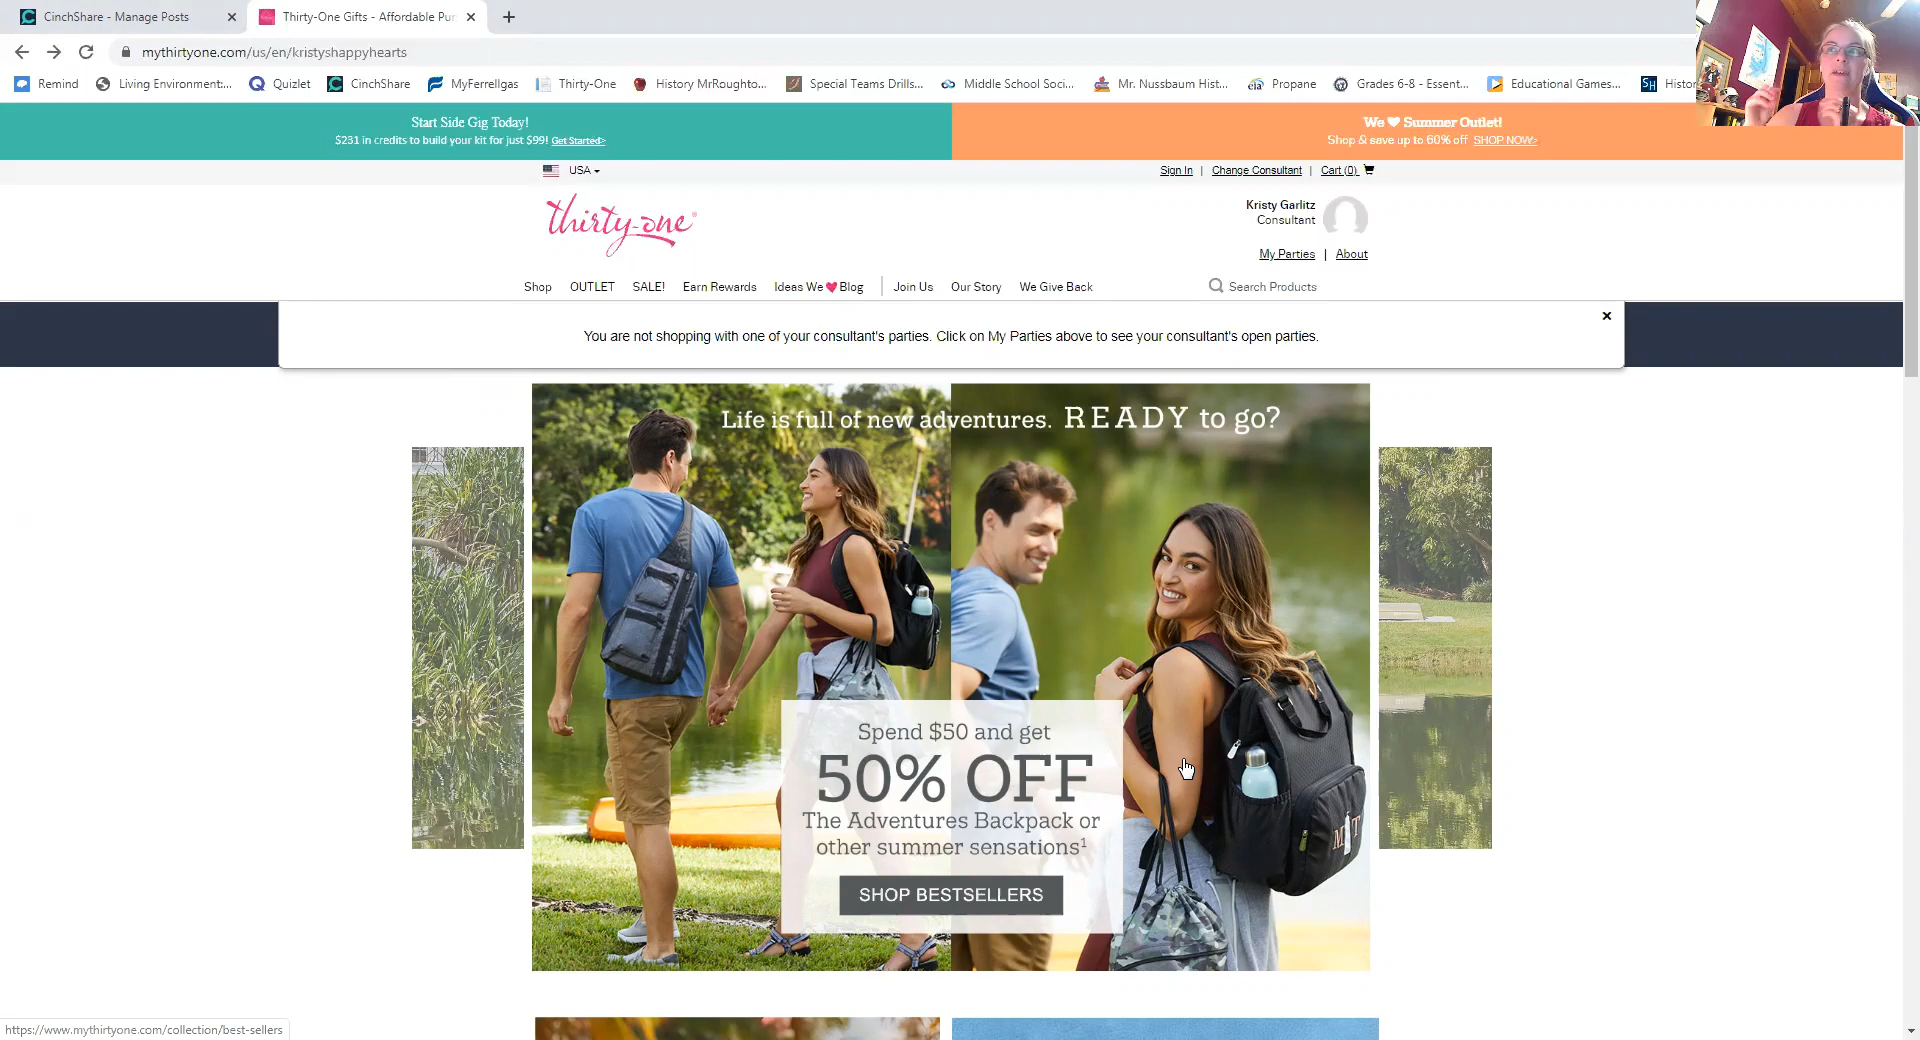 CinchShare - Manage Posts
Thirty-One Gifts - Affordable Pur
mythirtyone.com/us/en/kristyshappyhearts
Remind Living Environment:... Quizlet CinchShare MyFerrellgas Thirty-One History MrRoughto... Special Teams Drills... Middle School Soci... Mr. Nussbaum Hist... eia Propane Grades 6-8 - Essent... Educational Games... SH Histor
Start Side Gig Today!
$231 in credits to build your kit for just $99! Get Started>
We ❤ Summer Outlet!
Shop & save up to 60% off SHOP NOW>
USA
Sign In | Change Consultant | Cart (0)
thirty-one®
Kristy Garlitz
Consultant
My Parties | About
Shop OUTLET SALE! Earn Rewards Ideas We❤Blog Join Us Our Story We Give Back Search Products
You are not shopping with one of your consultant's parties. Click on My Parties above to see your consultant's open parties.
Life is full of new adventures. READY to go?
Spend $50 and get
50% OFF
The Adventures Backpack or
other summer sensations¹
SHOP BESTSELLERS
https://www.mythirtyone.com/collection/best-sellers